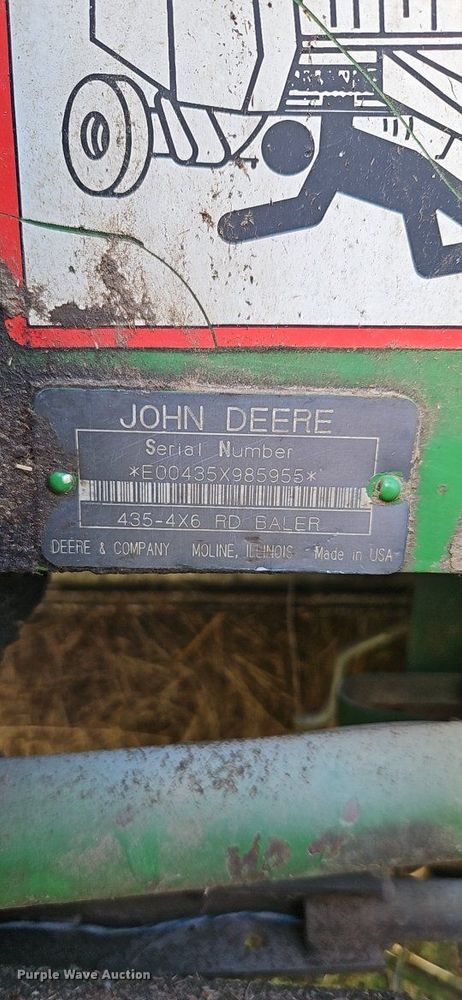 JOHN DEERE
Serial Number
*E00435X985955*
435-4X6 RD BALER
DEERE & COMPANY MOLINE, ILLINOIS Made in USA
Purple Wave Auction